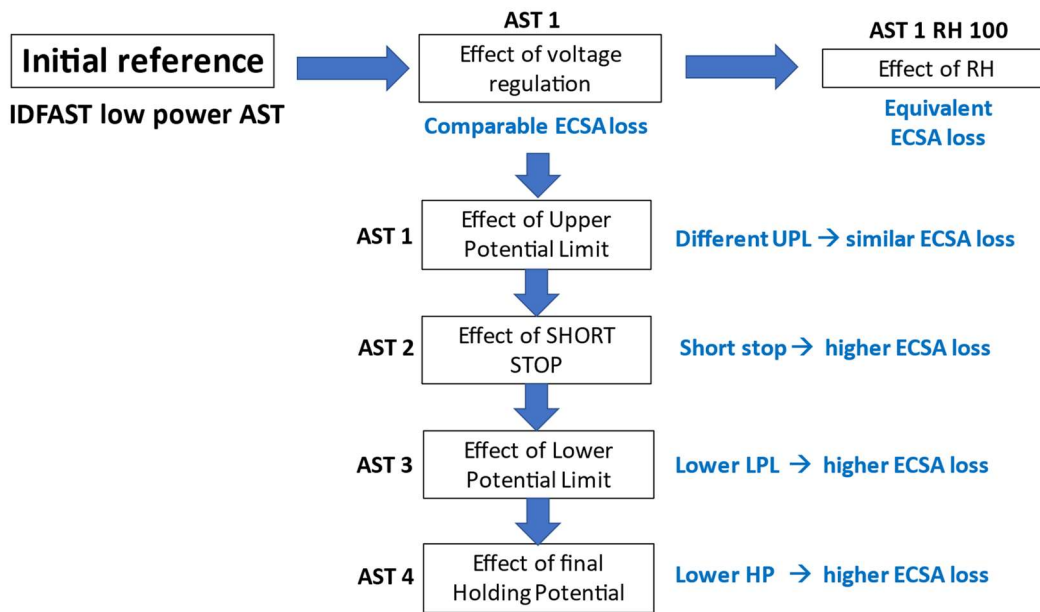 AST 1
Initial reference
Effect of voltage
regulation
AST 1 RH 100
Effect of RH
IDFAST low power AST
Comparable ECSA loss
Equivalent
ECSA loss
AST 1
Effect of Upper
Potential Limit
Different UPL → similar ECSA loss
AST 2
Effect of SHORT
STOP
Short stop → higher ECSA loss
AST 3
Effect of Lower
Potential Limit
Lower LPL → higher ECSA loss
AST 4
Effect of final
Holding Potential
Lower HP → higher ECSA loss